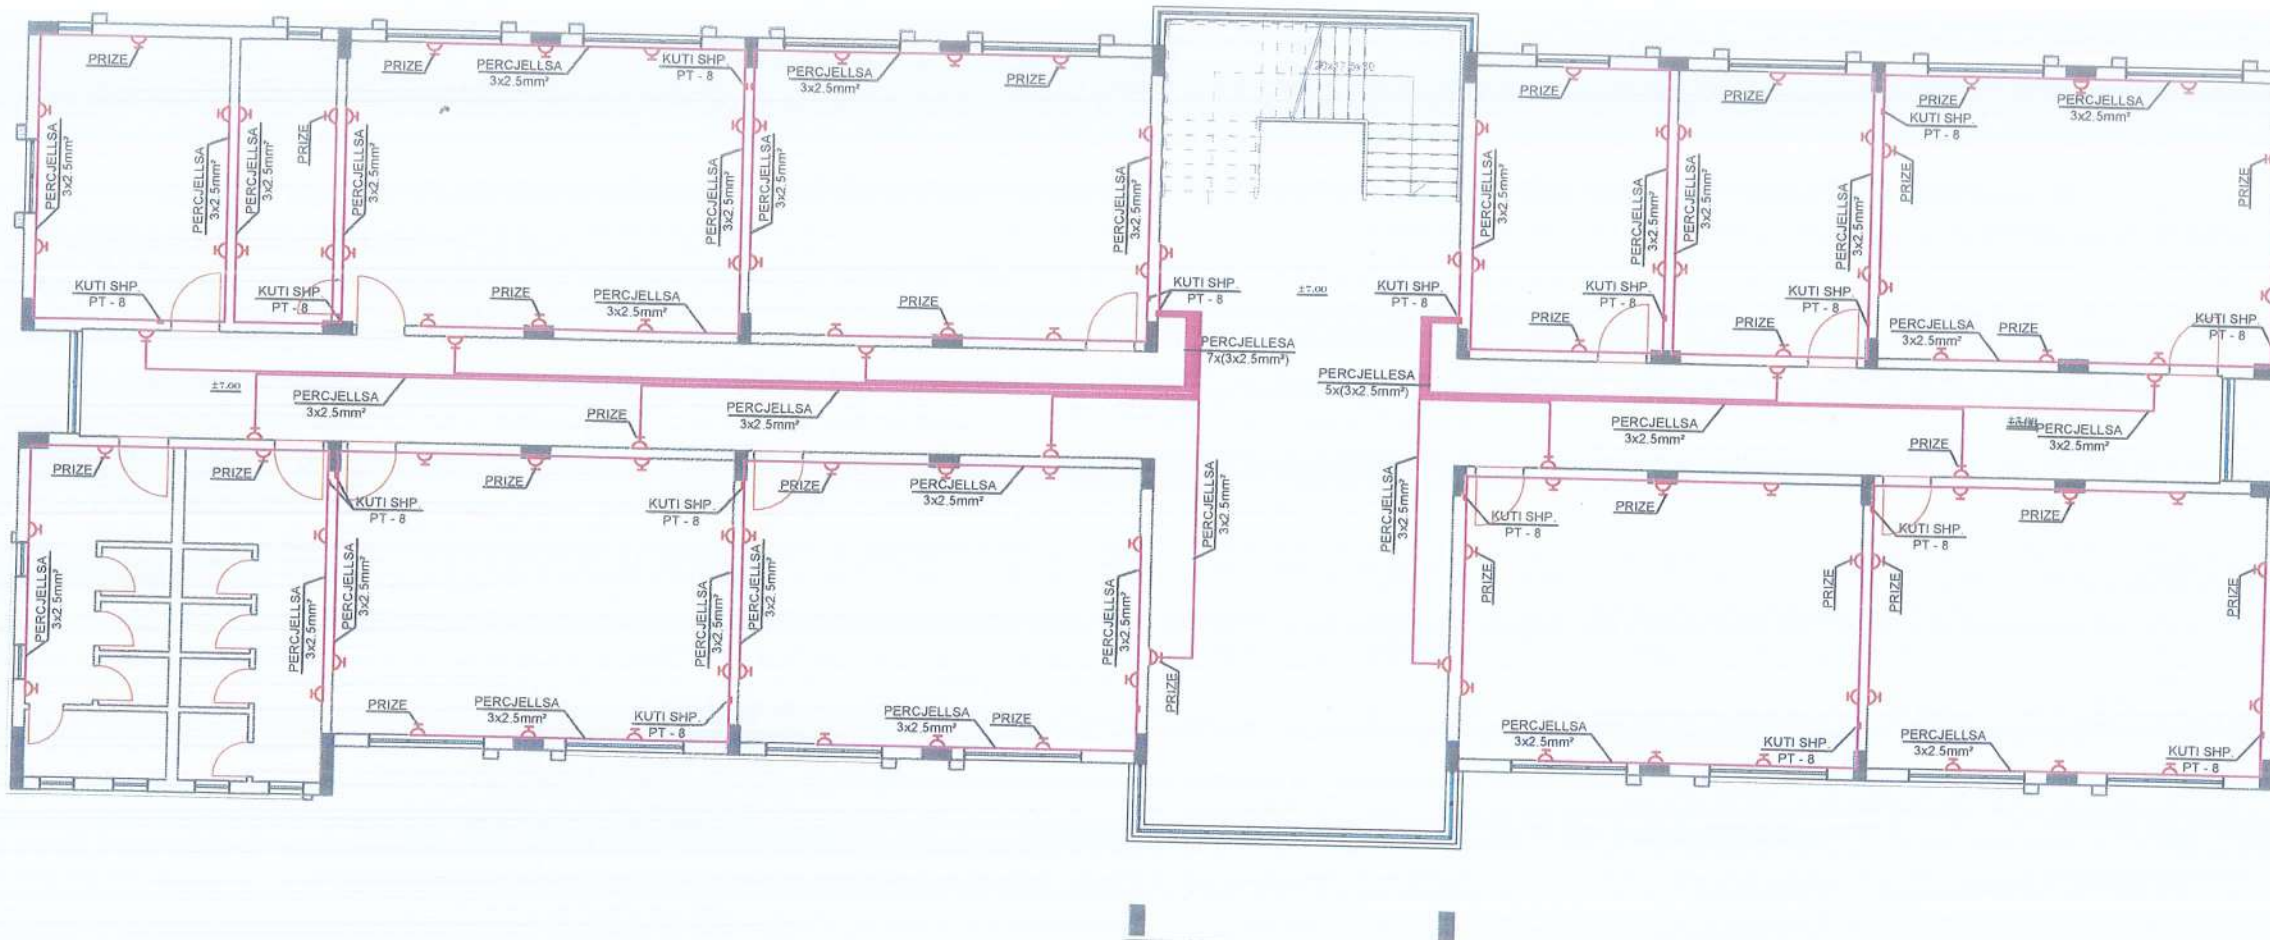 PRIZE
PRIZE
PERCJELLSA
3x2.5mm²
KUTI SHP.
PT - 8
PERCJELLSA
3x2.5mm²
PRIZE
PRIZE
PRIZE
PRIZE
PERCJELLSA
3x2.5mm²
KUTI SHP.
PT - 8
PERCJELLSA
3x2.5mm²
PERCJELLSA
3x2.5mm²
PERCJELLSA
3x2.5mm²
PRIZE
PERCJELLSA
3x2.5mm²
PERCJELLSA
3x2.5mm²
PERCJELLSA
3x2.5mm²
PERCJELLSA
3x2.5mm²
PERCJELLSA
3x2.5mm²
PERCJELLSA
3x2.5mm²
PERCJELLSA
3x2.5mm²
PERCJELLSA
3x2.5mm²
PRIZE
PRIZE
KUTI SHP.
PT - 8
KUTI SHP.
PT - 8
PRIZE
PERCJELLSA
3x2.5mm²
PRIZE
KUTI SHP.
PT - 8
±7.00
KUTI SHP.
PT - 8
KUTI SHP.
PT - 8
KUTI SHP.
PT - 8
PRIZE
PRIZE
PERCJELLSA
3x2.5mm²
PRIZE
KUTI SHP.
PT - 8
PERCJELLESA
7x(3x2.5mm²)
PERCJELLESA
5x(3x2.5mm²)
±7.00
PERCJELLSA
3x2.5mm²
PRIZE
PERCJELLSA
3x2.5mm²
PERCJELLSA
3x2.5mm²
PRIZE
PERCJELLSA
3x2.5mm²
PRIZE
PRIZE
PRIZE
PRIZE
PERCJELLSA
3x2.5mm²
KUTI SHP.
PT - 8
KUTI SHP.
PT - 8
PERCJELLSA
3x2.5mm²
PERCJELLSA
3x2.5mm²
PRIZE
PRIZE
KUTI SHP.
PT - 8
KUTI SHP.
PT - 8
PERCJELLSA
3x2.5mm²
PERCJELLSA
3x2.5mm²
PERCJELLSA
3x2.5mm²
PERCJELLSA
3x2.5mm²
PERCJELLSA
3x2.5mm²
PERCJELLSA
3x2.5mm²
PRIZE
PRIZE
PRIZE
PRIZE
PRIZE
PRIZE
PERCJELLSA
3x2.5mm²
KUTI SHP.
PT - 8
PERCJELLSA
3x2.5mm²
PRIZE
PERCJELLSA
3x2.5mm²
KUTI SHP.
PT - 8
PERCJELLSA
3x2.5mm²
KUTI SHP.
PT - 8